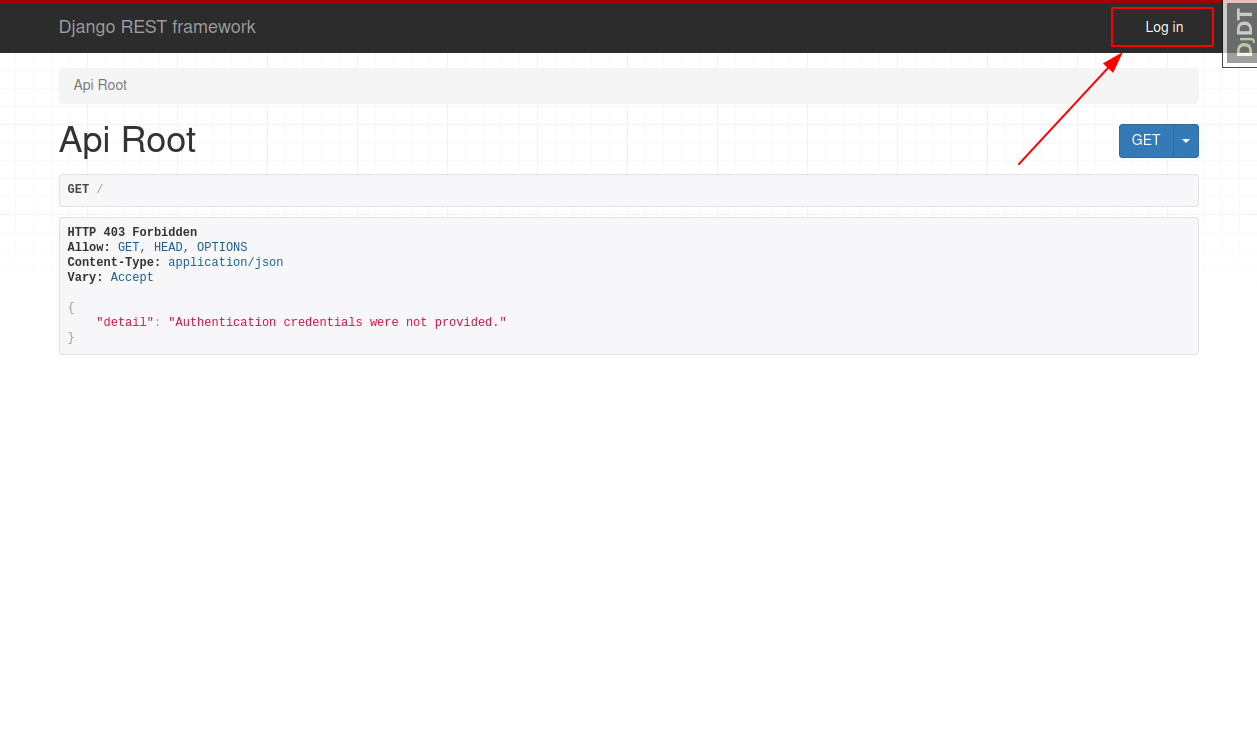 Django REST framework
Log in
DjDT
Api Root
Api Root
GET
GET /
HTTP 403 Forbidden
Allow: GET, HEAD, OPTIONS
Content-Type: application/json
Vary: Accept
{
    "detail": "Authentication credentials were not provided."
}